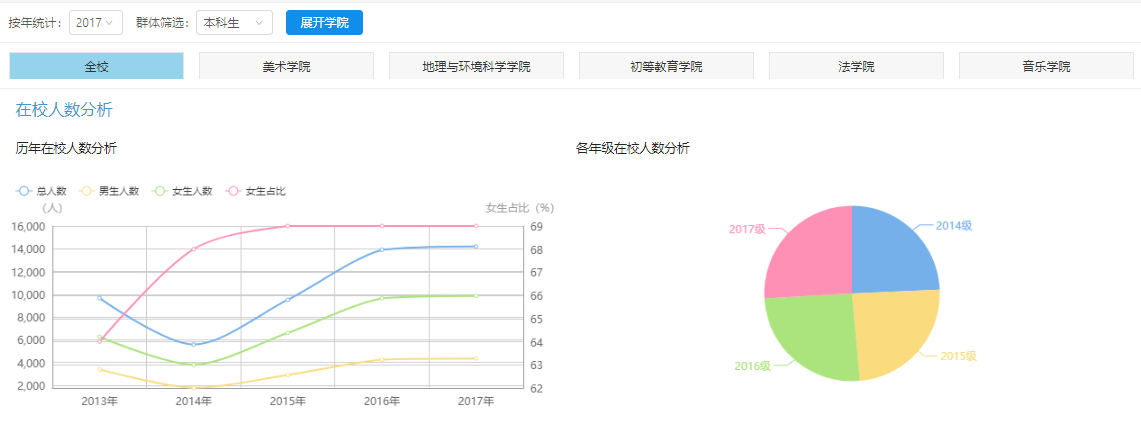 按年统计： 2017 群体筛选： 本科生 展开学院
全校 美术学院 地理与环境科学学院 初等教育学院 法学院 音乐学院
在校人数分析
历年在校人数分析
总人数 男生人数 女生人数 女生占比
（人） 女生占比（%）
16,000
14,000
12,000
10,000
8,000
6,000
4,000
2,000
69
68
67
66
65
64
63
62
2013年 2014年 2015年 2016年 2017年
各年级在校人数分析
2017级 2014级
2016级 2015级